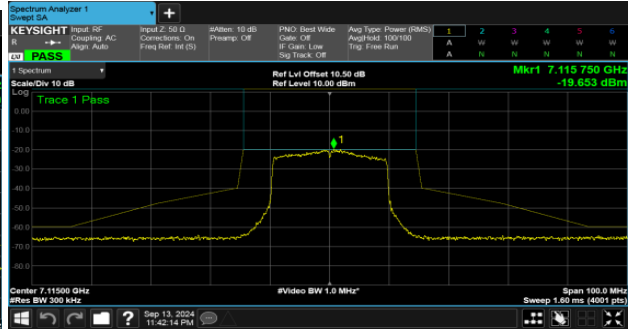 Spectrum Analyzer 1
Swept SA
KEYSIGHT
R
PASS
Input: RF
Coupling: AC
Align: Auto
Input Z: 50 Ω
Corrections: On
Freq Ref: Int (S)
#Atten: 10 dB
Preamp: Off
PNO: Best Wide
Gate: Off
IF Gain: Low
Sig Track: Off
Avg Type: Power (RMS)
Avg|Hold: 100/100
Trig: Free Run
1 2 3 4 5 6
A W W W W W
A N N N N N
1 Spectrum
Scale/Div 10 dB
Ref Lvl Offset 10.50 dB
Ref Level 10.00 dBm
Mkr1 7.115 750 GHz
-19.653 dBm
Log
Trace 1 Pass
0.00
-10.0
-20.0
-30.0
-40.0
-50.0
-60.0
-70.0
-80.0
1
Center 7.11500 GHz
#Res BW 300 kHz
#Video BW 1.0 MHz*
Span 100.0 MHz
Sweep 1.60 ms (4001 pts)
?
Sep 13, 2024
11:42:14 PM